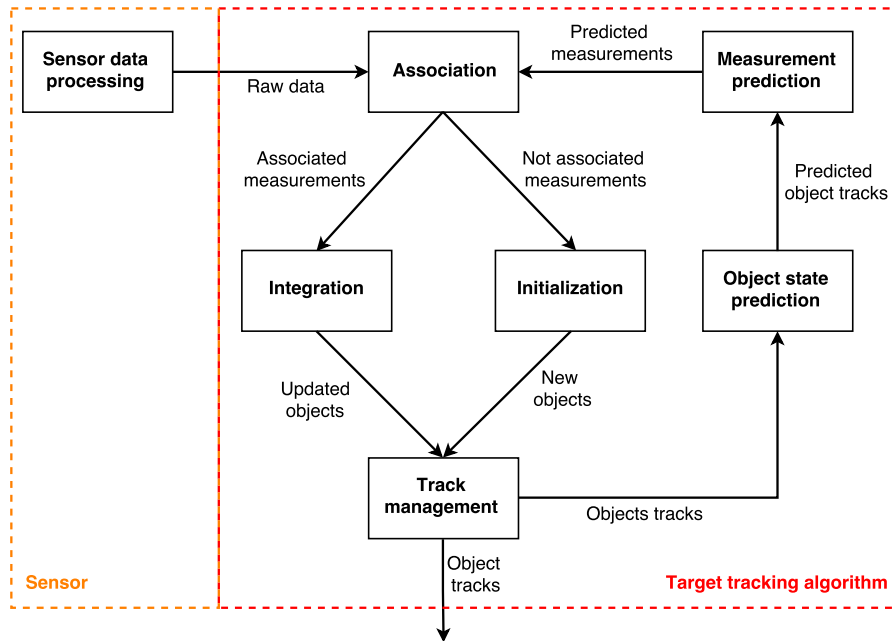 Sensor data
processing
Raw data
Association
Predicted
measurements
Measurement
prediction
Associated
measurements
Not associated
measurements
Predicted
object tracks
Integration
Initialization
Object state
prediction
Updated
objects
New
objects
Track
management
Objects tracks
Object
tracks
Sensor
Target tracking algorithm